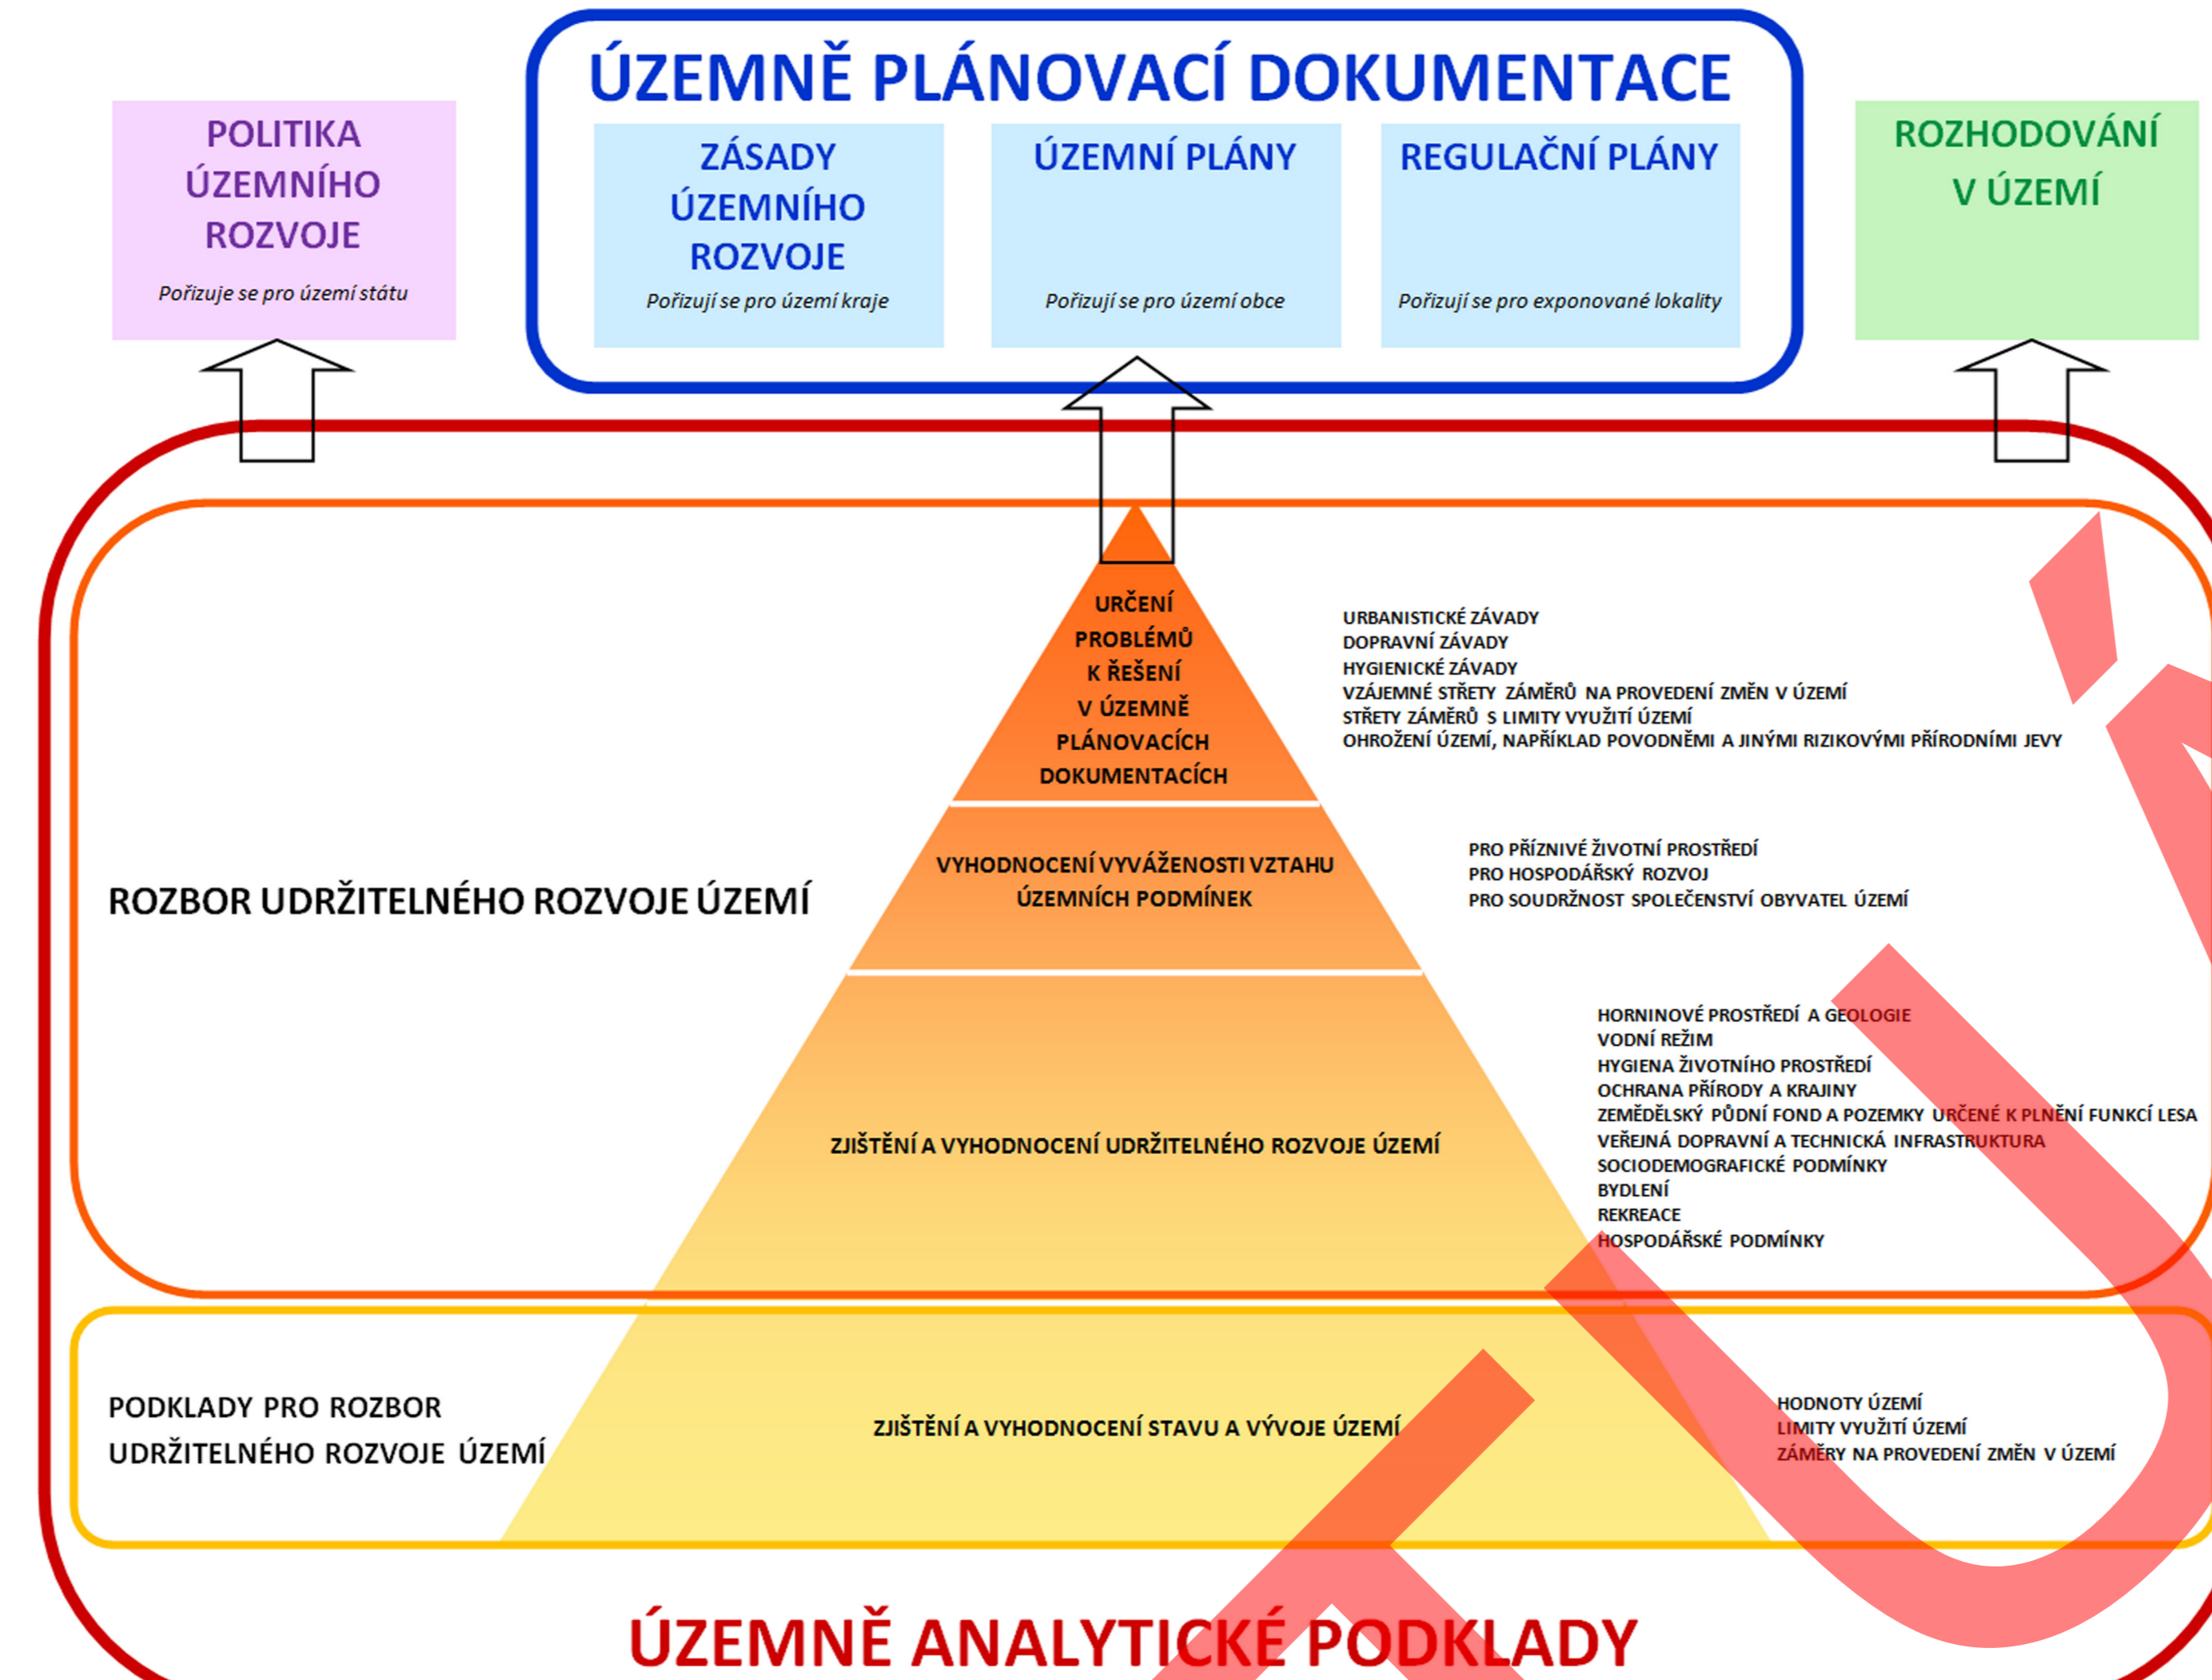 ÚZEMNĚ PLÁNOVACÍ DOKUMENTACE
POLITIKA
ÚZEMNÍHO
ROZVOJE
Pořizuje se pro území státu
ZÁSADY
ÚZEMNÍHO
ROZVOJE
Pořizují se pro území kraje
ÚZEMNÍ PLÁNY
Pořizují se pro území obce
REGULAČNÍ PLÁNY
Pořizují se pro exponované lokality
ROZHODOVÁNÍ
V ÚZEMÍ
URČENÍ
PROBLÉMŮ
K ŘEŠENÍ
V ÚZEMNĚ
PLÁNOVACÍCH
DOKUMENTACÍCH
URBANISTICKÉ ZÁVADY
DOPRAVNÍ ZÁVADY
HYGIENICKÉ ZÁVADY
VZÁJEMNÉ STŘETY ZÁMĚRŮ NA PROVEDENÍ ZMĚN V ÚZEMÍ
STŘETY ZÁMĚRŮ S LIMITY VYUŽITÍ ÚZEMÍ
OHROŽENÍ ÚZEMÍ, NAPŘÍKLAD POVODNĚMI A JINÝMI RIZIKOVÝMI PŘÍRODNÍMI JEVY
ROZBOR UDRŽITELNÉHO ROZVOJE ÚZEMÍ
VYHODNOCENÍ VYVÁŽENOSTI VZTAHU
ÚZEMNÍCH PODMÍNEK
PRO PŘÍZNIVÉ ŽIVOTNÍ PROSTŘEDÍ
PRO HOSPODÁŘSKÝ ROZVOJ
PRO SOUDRŽNOST SPOLEČENSTVÍ OBYVATEL ÚZEMÍ
ZJIŠTĚNÍ A VYHODNOCENÍ UDRŽITELNÉHO ROZVOJE ÚZEMÍ
HORNINOVÉ PROSTŘEDÍ A GEOLOGIE
VODNÍ REŽIM
HYGIENA ŽIVOTNÍHO PROSTŘEDÍ
OCHRANA PŘÍRODY A KRAJINY
ZEMĚDĚLSKÝ PŮDNÍ FOND A POZEMKY URČENÉ K PLNĚNÍ FUNKCÍ LESA
VEŘEJNÁ DOPRAVNÍ A TECHNICKÁ INFRASTRUKTURA
SOCIODEMOGRAFICKÉ PODMÍNKY
BYDLENÍ
REKREACE
HOSPODÁŘSKÉ PODMÍNKY
PODKLADY PRO ROZBOR
UDRŽITELNÉHO ROZVOJE ÚZEMÍ
ZJIŠTĚNÍ A VYHODNOCENÍ STAVU A VÝVOJE ÚZEMÍ
HODNOTY ÚZEMÍ
LIMITY VYUŽITÍ ÚZEMÍ
ZÁMĚRY NA PROVEDENÍ ZMĚN V ÚZEMÍ
ÚZEMNĚ ANALYTICKÉ PODKLADY